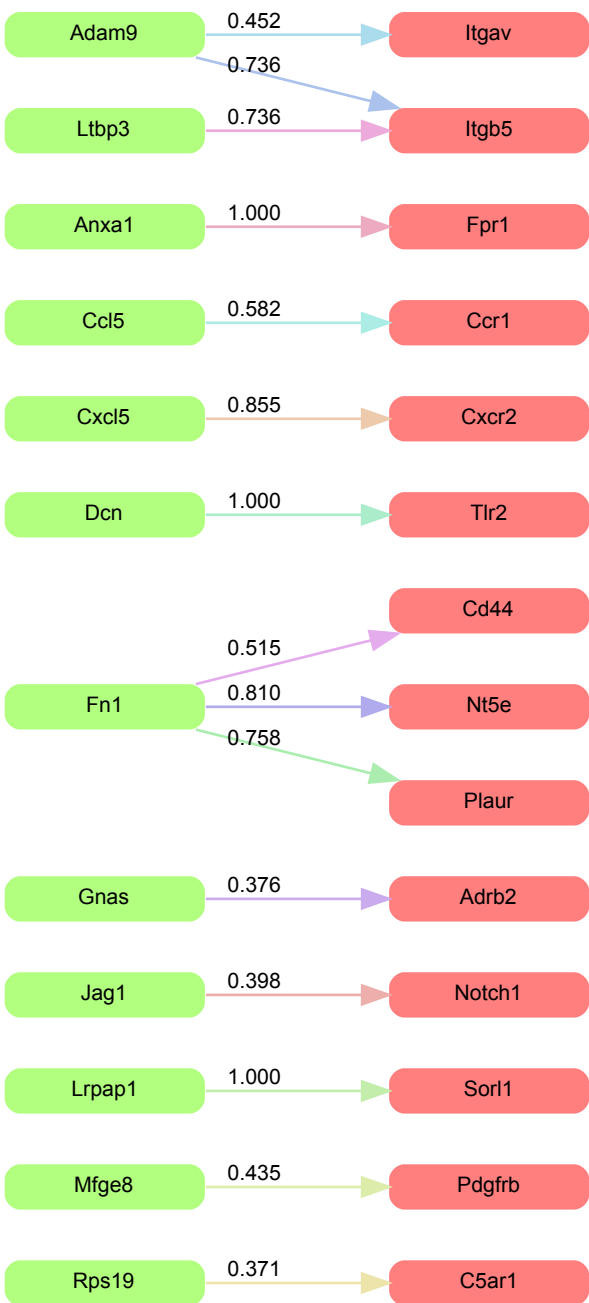 Adam9 0.452 Itgav
0.736
Ltbp3 0.736 Itgb5
Anxa1 1.000 Fpr1
Ccl5 0.582 Ccr1
Cxcl5 0.855 Cxcr2
Dcn 1.000 Tlr2
Cd44
0.515
Fn1 0.810 Nt5e
0.758
Plaur
Gnas 0.376 Adrb2
Jag1 0.398 Notch1
Lrpap1 1.000 Sorl1
Mfge8 0.435 Pdgfrb
Rps19 0.371 C5ar1